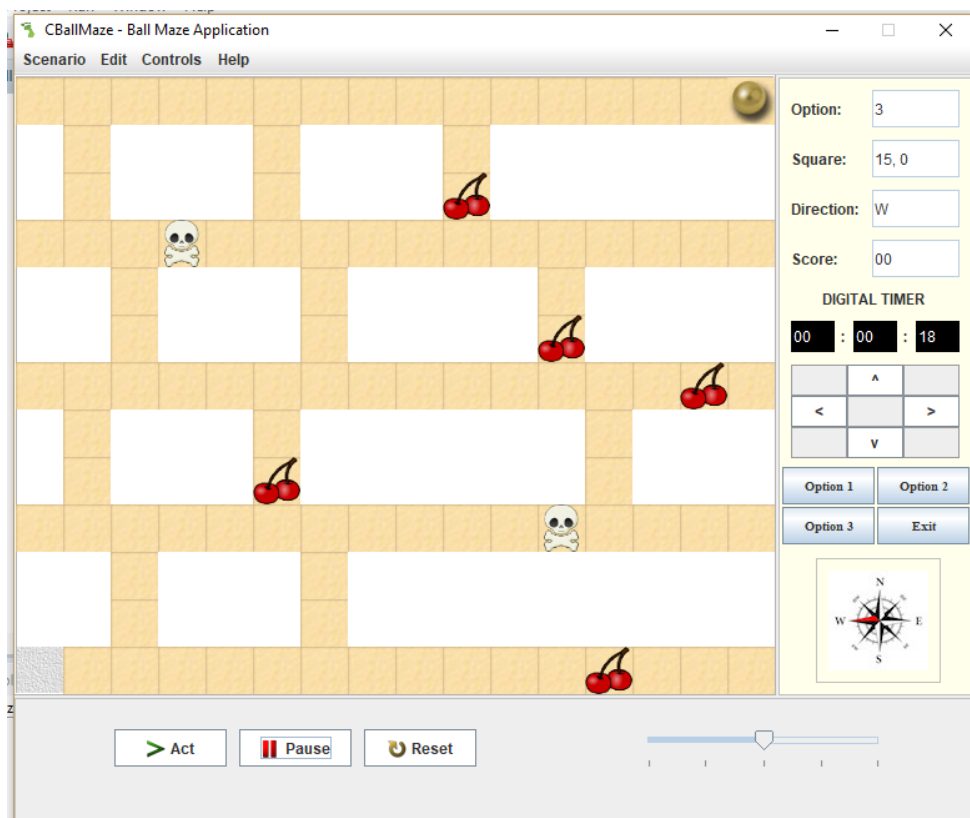 CBallMaze - Ball Maze Application
Scenario Edit Controls Help
Option: 3
Square: 15, 0
Direction: W
Score: 00
DIGITAL TIMER
00 : 00 : 18
^
< >
v
Option 1 Option 2
Option 3 Exit
N
W E
S
Act Pause Reset